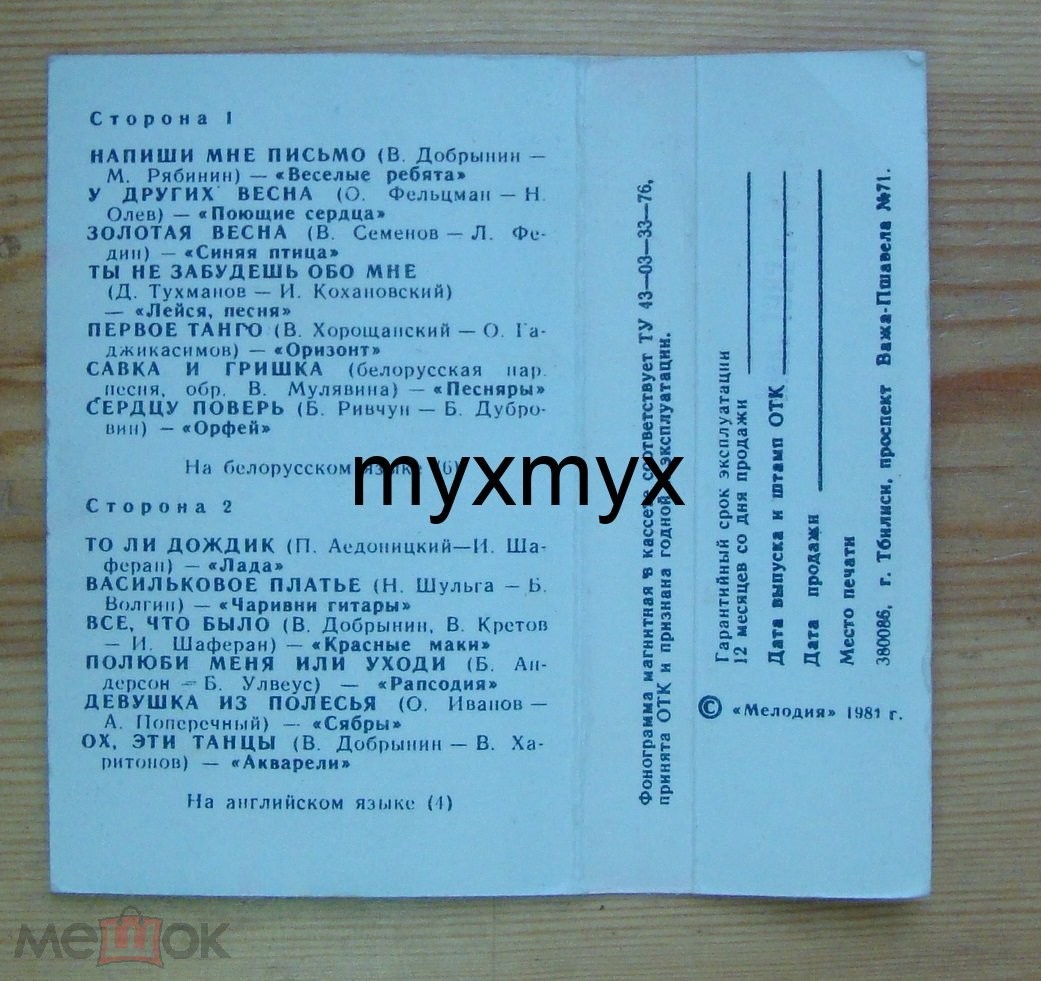 Сторона 1
НАПИШИ МНЕ ПИСЬМО (В. Добрынин —
М. Рябинин) — «Веселые ребята»
У ДРУГИХ ВЕСНА (О. Фельцман — Н.
Олев) — «Поющие сердца»
ЗОЛОТАЯ ВЕСНА (В. Семенов — Л. Фе-
дин) — «Синяя птица»
ТЫ НЕ ЗАБУДЕШЬ ОБО МНЕ
(Д. Тухманов — И. Кохановский)
— «Лейся, песня»
ПЕРВОЕ ТАНГО (В. Хорощанский — О. Га-
джикасимов) — «Оризонт»
САВКА И ГРИШКА (белорусская нар.
песня, обр. В. Мулявина) — «Песняры»
СЕРДЦУ ПОВЕРЬ (Б. Ривчун — Б. Дубро-
вин) — «Орфей»
На белорусском языке (6)
Сторона 2
ТО ЛИ ДОЖДИК (П. Аедоницкий—И. Ша-
феран) — «Лада»
ВАСИЛЬКОВОЕ ПЛАТЬЕ (Н. Шульга — Б.
Волгин) — «Чаривни гитары»
ВСЕ, ЧТО БЫЛО (В. Добрынин, В. Кретов
— И. Шаферан) — «Красные маки»
ПОЛЮБИ МЕНЯ ИЛИ УХОДИ (Б. Ан-
дерсон — Б. Улвеус) — «Рапсодия»
ДЕВУШКА ИЗ ПОЛЕСЬЯ (О. Иванов —
А. Поперечный) — «Сябры»
ОХ, ЭТИ ТАНЦЫ (В. Добрынин — В. Ха-
ритонов) — «Акварели»
На английском языке (4)
Фонограмма магнитная в кассете соответствует ТУ 43—03—33—76,
принята ОТК и признана годной к эксплуатации.
Гарантийный срок эксплуатации
12 месяцев со дня продажи
Дата выпуска и штамп ОТК
Дата продажи
Место печати
380086, г. Тбилиси, проспект Важа-Пшавела №71.
© «Мелодия» 1981 г.
myxmyx
мешок